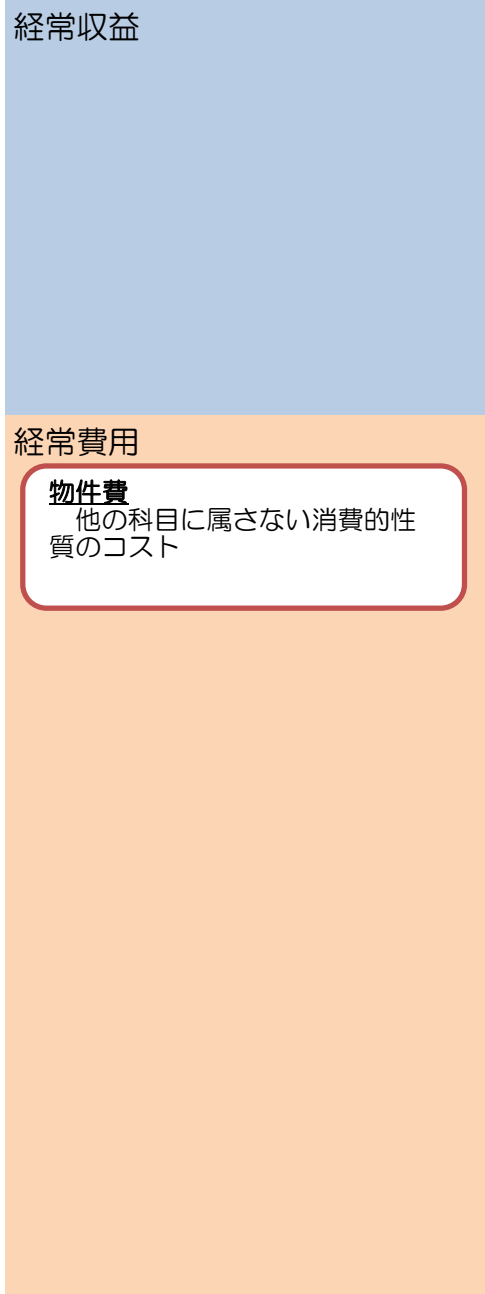 経常収益
経常費用
物件費
　他の科目に属さない消費的性
質のコスト